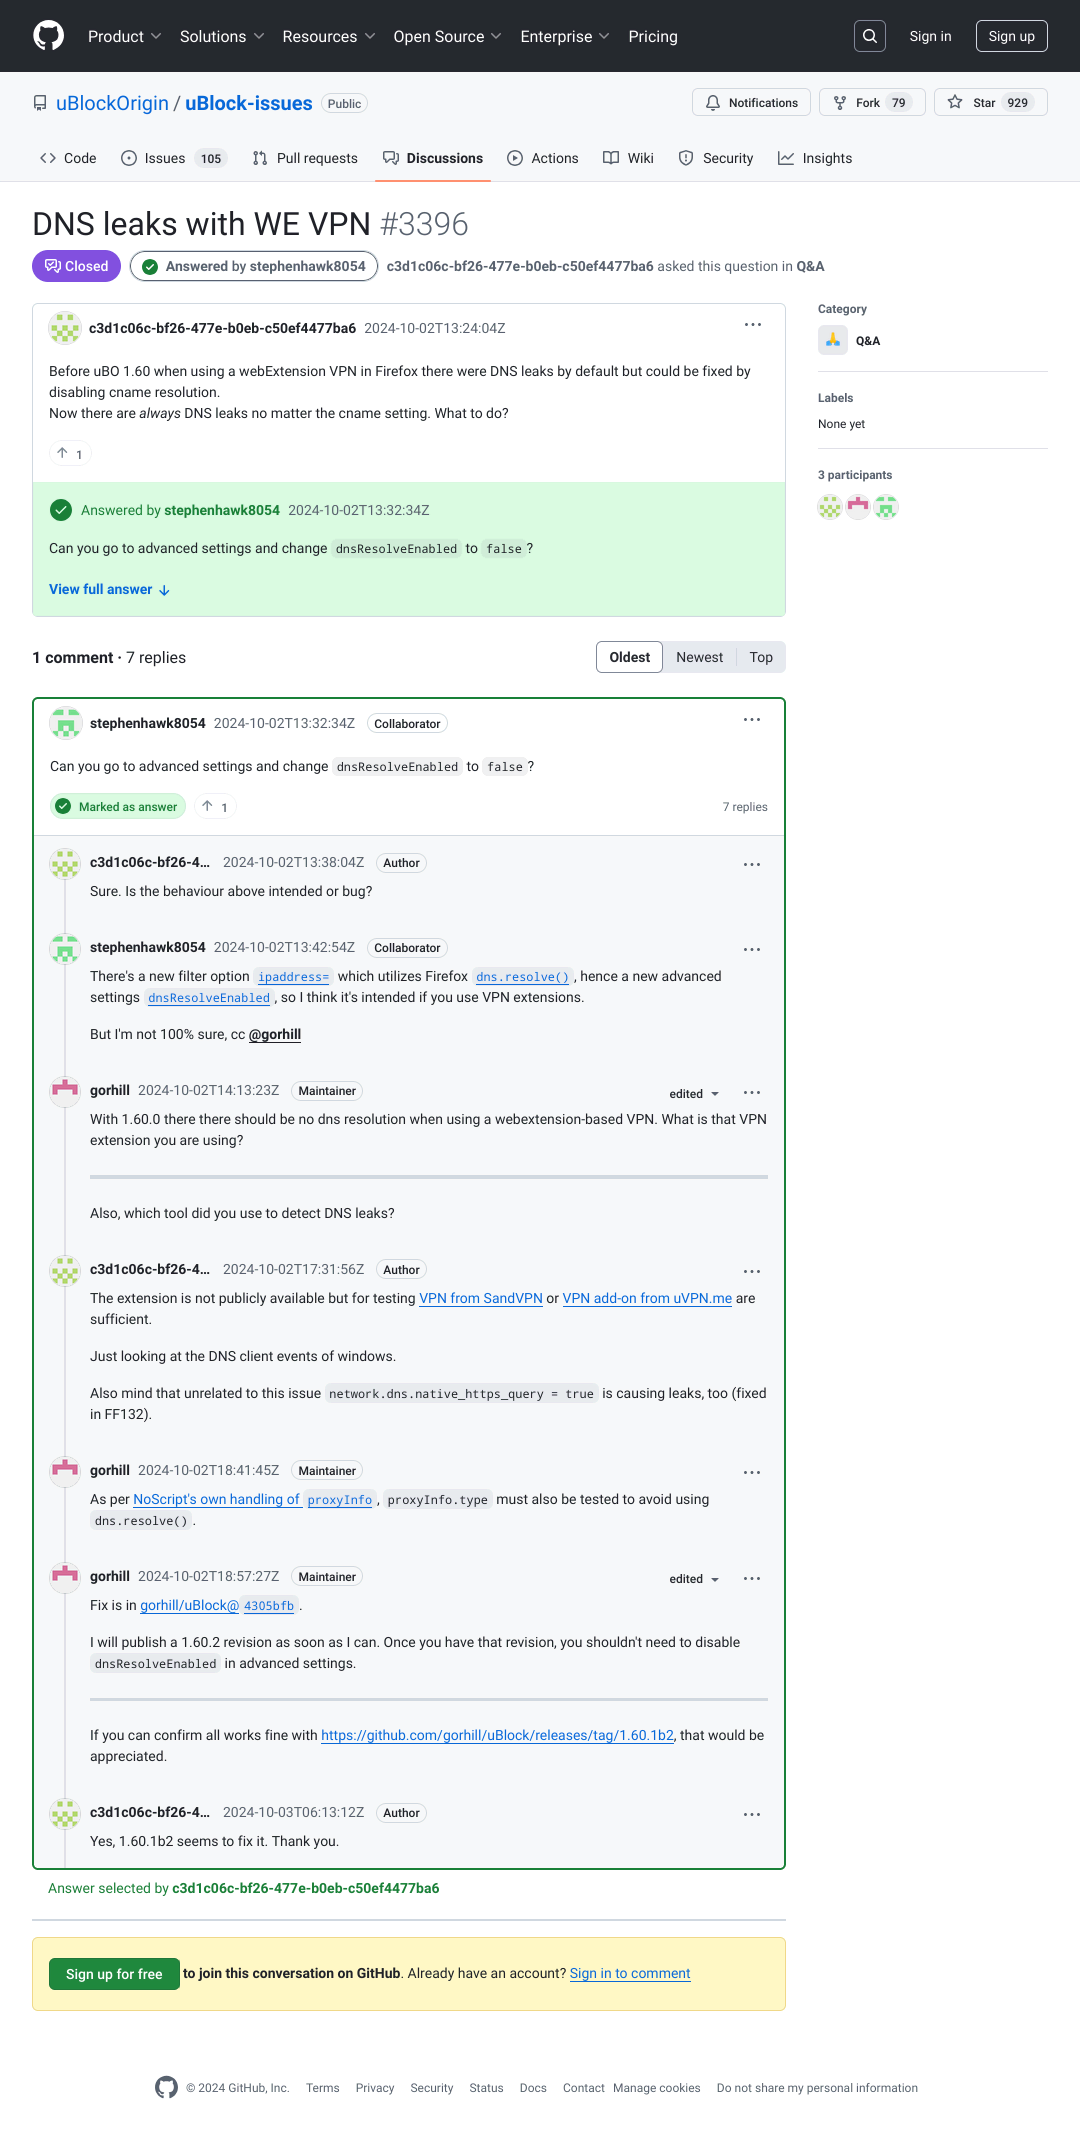 Product Solutions Resources Open Source Enterprise Pricing Sign in Sign up
uBlockOrigin / uBlock-issues Public Notifications Fork 79 Star 929
Code Issues 105 Pull requests Discussions Actions Wiki Security Insights
DNS leaks with WE VPN #3396
Closed Answered by stephenhawk8054 c3d1c06c-bf26-477e-b0eb-c50ef4477ba6 asked this question in Q&A
c3d1c06c-bf26-477e-b0eb-c50ef4477ba6 2024-10-02T13:24:04Z
Before uBO 1.60 when using a webExtension VPN in Firefox there were DNS leaks by default but could be fixed by
disabling cname resolution.
Now there are always DNS leaks no matter the cname setting. What to do?
1
Answered by stephenhawk8054 2024-10-02T13:32:34Z
Can you go to advanced settings and change dnsResolveEnabled to false?
View full answer
Category
Q&A
Labels
None yet
3 participants
1 comment · 7 replies
Oldest Newest Top
stephenhawk8054 2024-10-02T13:32:34Z Collaborator
Can you go to advanced settings and change dnsResolveEnabled to false?
Marked as answer 1 7 replies
c3d1c06c-bf26-4... 2024-10-02T13:38:04Z Author
Sure. Is the behaviour above intended or bug?
stephenhawk8054 2024-10-02T13:42:54Z Collaborator
There's a new filter option ipaddress= which utilizes Firefox dns.resolve(), hence a new advanced
settings dnsResolveEnabled, so I think it's intended if you use VPN extensions.
But I'm not 100% sure, cc @gorhill
gorhill 2024-10-02T14:13:23Z Maintainer edited
With 1.60.0 there there should be no dns resolution when using a webextension-based VPN. What is that VPN
extension you are using?
Also, which tool did you use to detect DNS leaks?
c3d1c06c-bf26-4... 2024-10-02T17:31:56Z Author
The extension is not publicly available but for testing VPN from SandVPN or VPN add-on from uVPN.me are
sufficient.
Just looking at the DNS client events of windows.
Also mind that unrelated to this issue network.dns.native_https_query = true is causing leaks, too (fixed
in FF132).
gorhill 2024-10-02T18:41:45Z Maintainer
As per NoScript's own handling of proxyInfo, proxyInfo.type must also be tested to avoid using
dns.resolve().
gorhill 2024-10-02T18:57:27Z Maintainer edited
Fix is in gorhill/uBlock@4305bfb.
I will publish a 1.60.2 revision as soon as I can. Once you have that revision, you shouldn't need to disable
dnsResolveEnabled in advanced settings.
If you can confirm all works fine with https://github.com/gorhill/uBlock/releases/tag/1.60.1b2, that would be
appreciated.
c3d1c06c-bf26-4... 2024-10-03T06:13:12Z Author
Yes, 1.60.1b2 seems to fix it. Thank you.
Answer selected by c3d1c06c-bf26-477e-b0eb-c50ef4477ba6
Sign up for free to join this conversation on GitHub. Already have an account? Sign in to comment
© 2024 GitHub, Inc. Terms Privacy Security Status Docs Contact Manage cookies Do not share my personal information